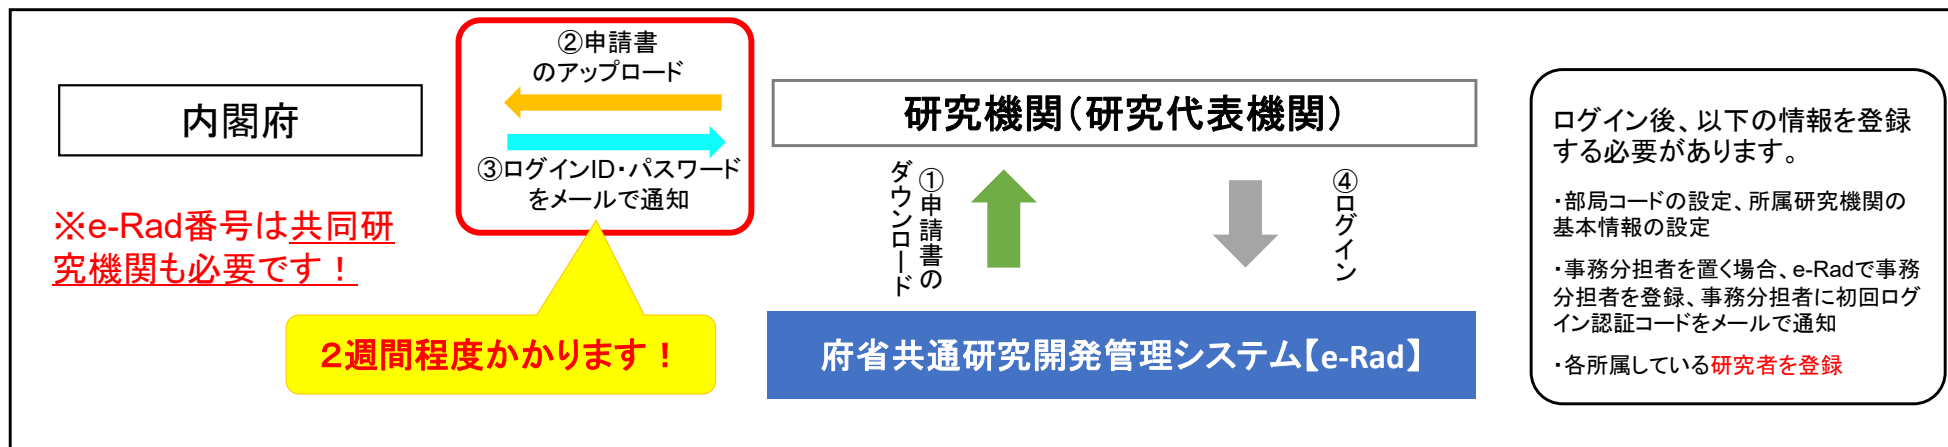 内閣府
※e-Rad番号は共同研
究機関も必要です！
②申請書
のアップロード
③ログインID・パスワード
をメールで通知
２週間程度かかります！
研究機関（研究代表機関）
①申請書の
ダウンロード
④ログイン
府省共通研究開発管理システム【e-Rad】
ログイン後、以下の情報を登録
する必要があります。
・部局コードの設定、所属研究機関の
基本情報の設定
・事務分担者を置く場合、e-Radで事務
分担者を登録、事務分担者に初回ログ
イン認証コードをメールで通知
・各所属している研究者を登録